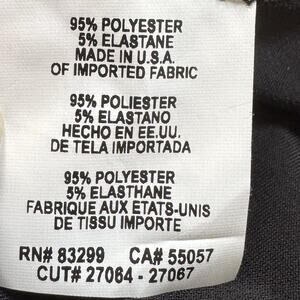 95% POLYESTER
5% ELASTANE
MADE IN U.S.A.
OF IMPORTED FABRIC
95% POLIESTER
5% ELASTANO
HECHO EN EE.UU.
DE TELA IMPORTADA
95% POLYESTER
5% ELASTHANE
FABRIQUE AUX ETATS-UNIS
DE TISSU IMPORTE
RN# 83299 CA# 55057
CUT# 27064 - 27067